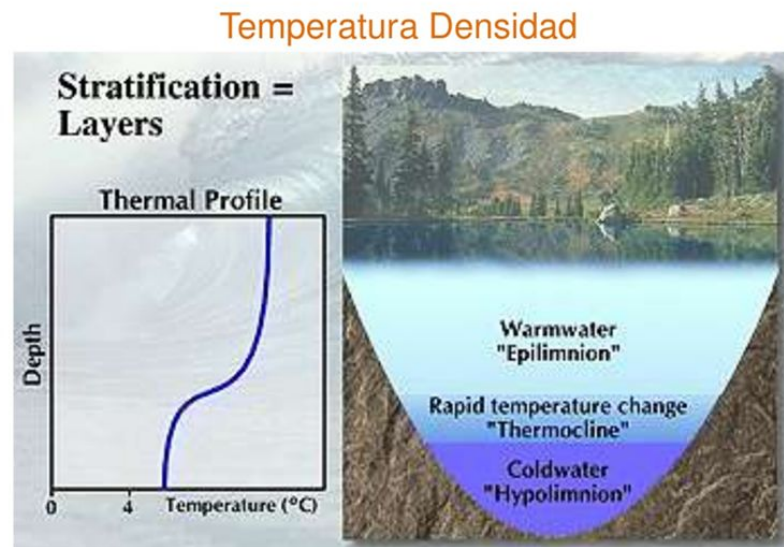 Temperatura Densidad
Stratification =
Layers
Thermal Profile
Depth
0
4
Temperature (°C)
Warmwater
"Epilimnion"
Rapid temperature change
"Thermocline"
Coldwater
"Hypolimnion"